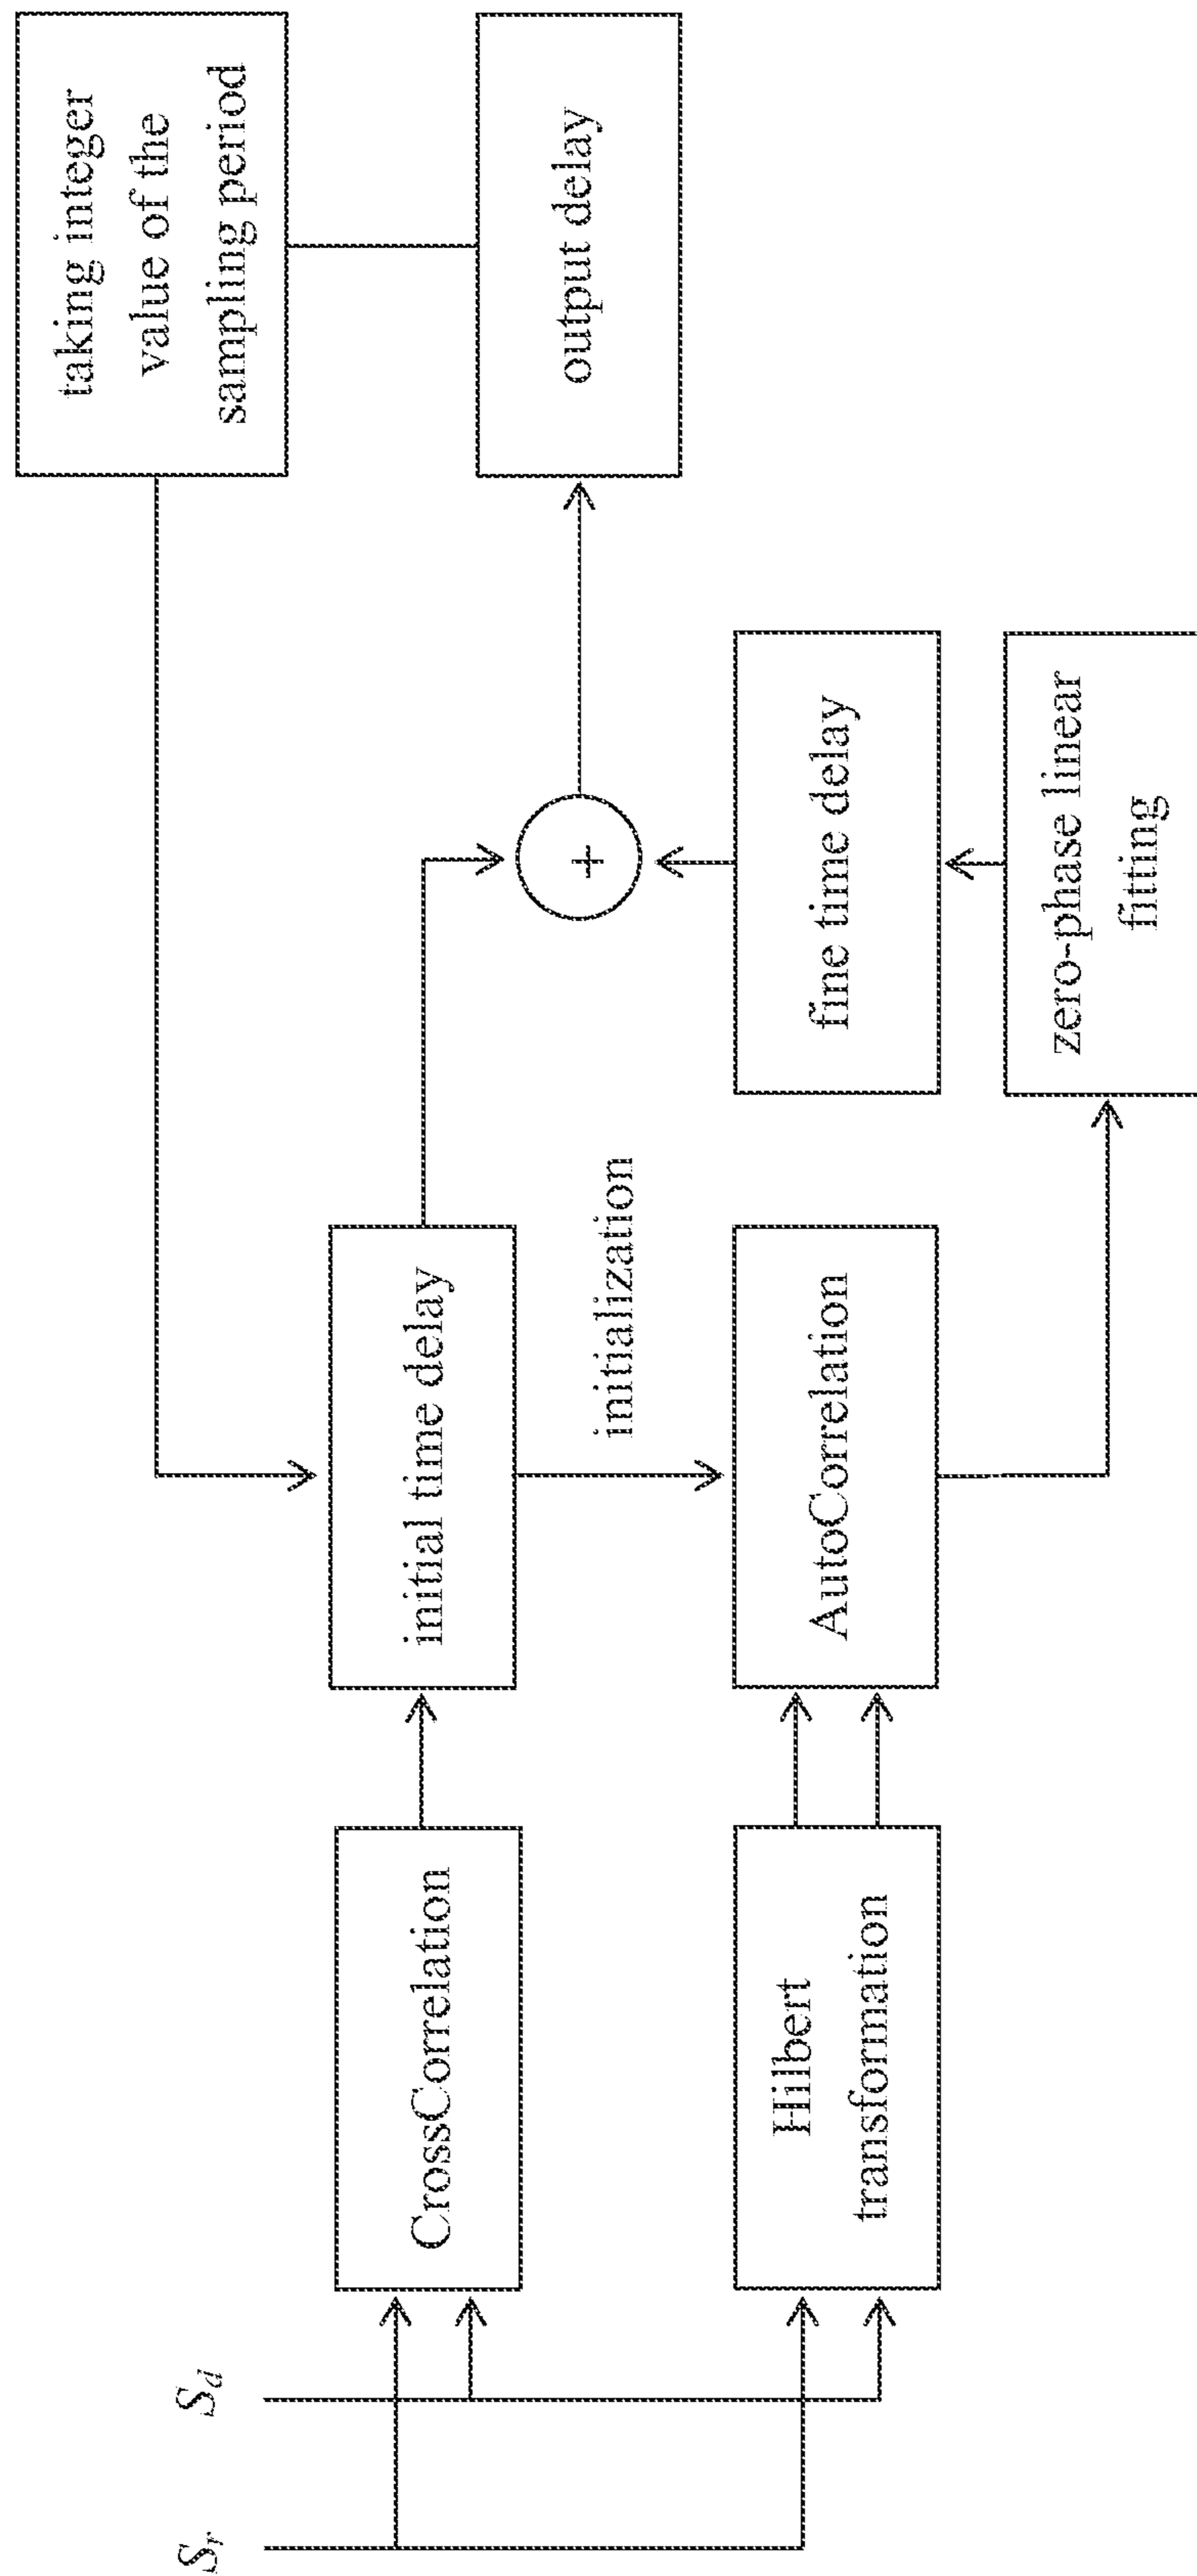 taking integer
value of the
sampling period
S_r
S_d
CrossCorrelation
initial time delay
output delay
initialization
+
Hilbert
transformation
AutoCorrelation
fine time delay
zero-phase linear
fitting